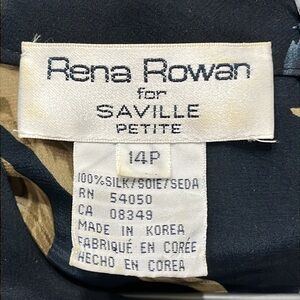 Rena Rowan
for
SAVILLE
PETITE
14P
100%SILK/SOIE/SEDA
RN 54050
CA 08349
MADE IN KOREA
FABRIQUÉ EN CORÉE
HECHO EN COREA